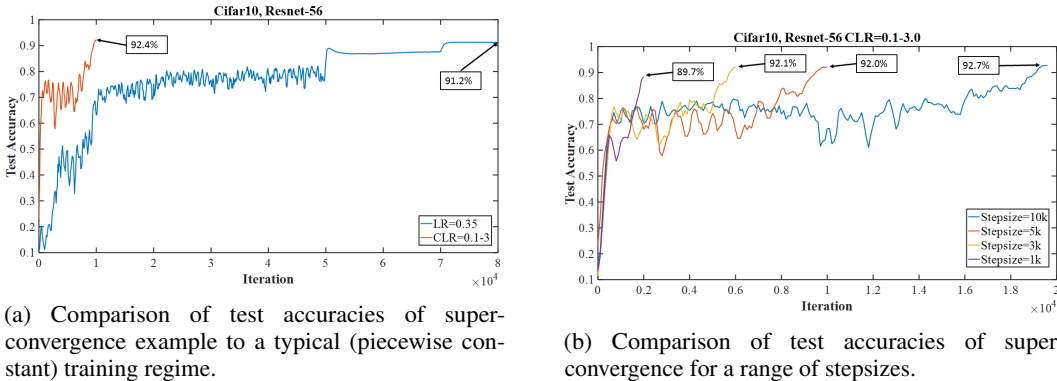 Cifar10, Resnet-56
1
0.9
0.8
0.7
0.6
0.5
0.4
0.3
0.2
0.1
0
Test Accuracy
92.4%
91.2%
LR=0.35
CLR=0.1-3
0
1
2
3
4
5
6
7
8
×10⁴
Iteration
(a) Comparison of test accuracies of super-
convergence example to a typical (piecewise con-
stant) training regime.
Cifar10, Resnet-56 CLR=0.1-3.0
1
0.9
0.8
0.7
0.6
0.5
0.4
0.3
0.2
0.1
Test Accuracy
89.7%
92.1%
92.0%
92.7%
Stepsize=10k
Stepsize=5k
Stepsize=3k
Stepsize=1k
0
0.2
0.4
0.6
0.8
1
1.2
1.4
1.6
1.8
2
×10⁴
Iteration
(b) Comparison of test accuracies of super
convergence for a range of stepsizes.